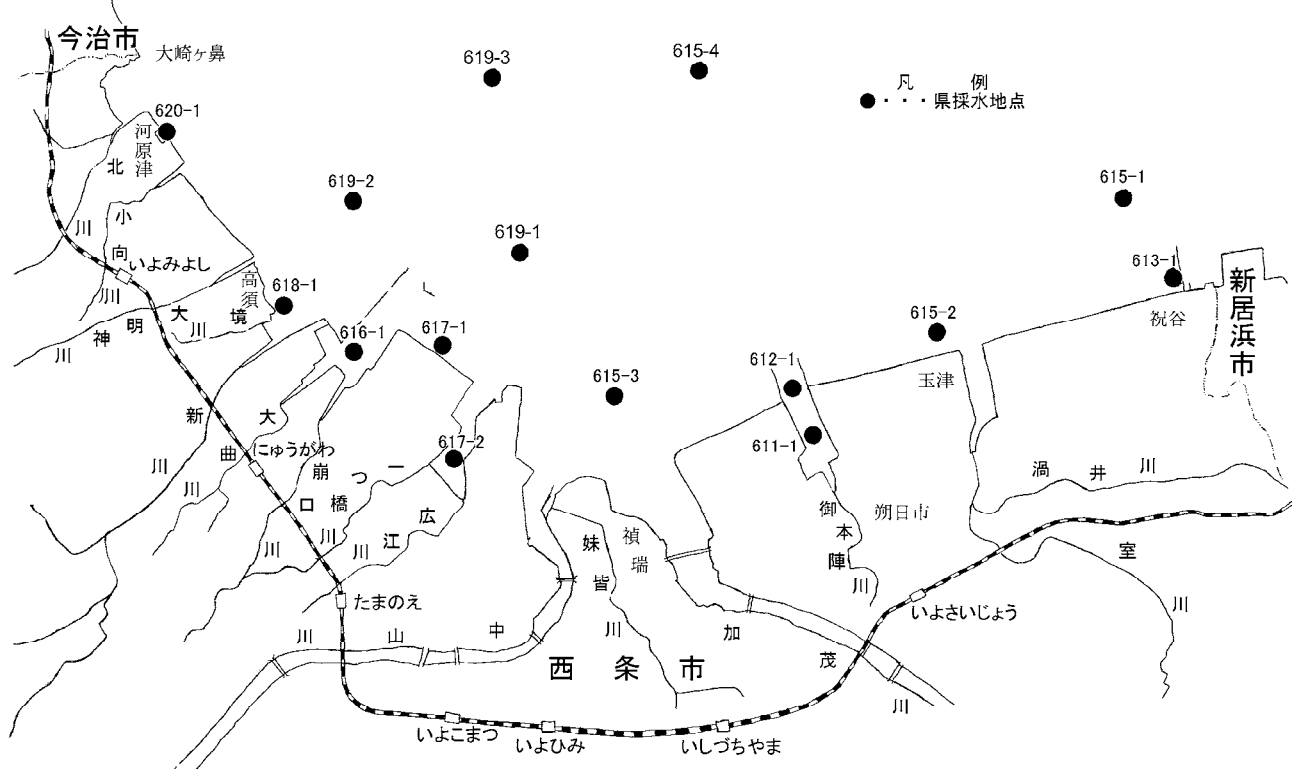 今治市
大崎ヶ鼻
619-3
615-4
凡 例
●・・・県採水地点
620-1
河原津
北川
619-2
615-1
小向川
619-1
いよみよし
613-1
新居浜市
高須
618-1
大明神川
境川
616-1
617-1
615-2
祝谷
612-1
玉津
615-3
新川
大曲川
にゅうがわ
617-2
611-1
崩口川
一つ橋川
広江川
渦井川
御本陣川
朔日市
妹皆川
禎瑞
室川
たまのえ
いよさいじょう
中山川
加茂川
西条市
いよこまつ
いよひみ
いしづちやま